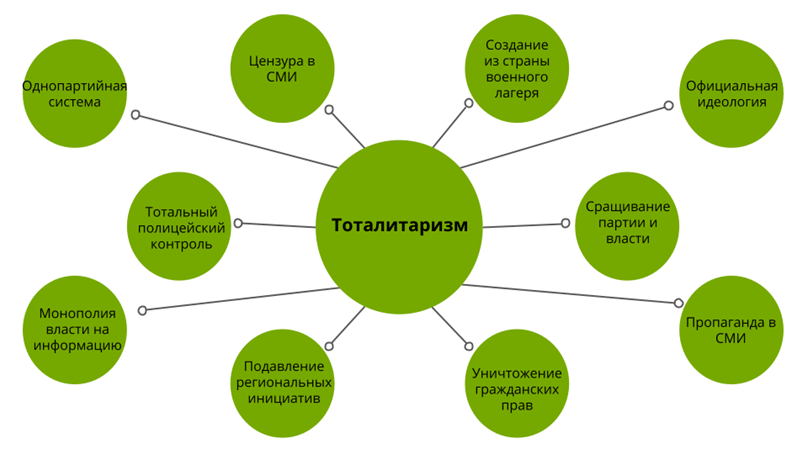 Однопартийная
система
Цензура в
СМИ
Создание
из страны
военного
лагеря
Официальная
идеология
Тотальный
полицейский
контроль
Тоталитаризм
Сращивание
партии и
власти
Монополия
власти на
информацию
Подавление
региональных
инициатив
Уничтожение
гражданских
прав
Пропаганда в
СМИ